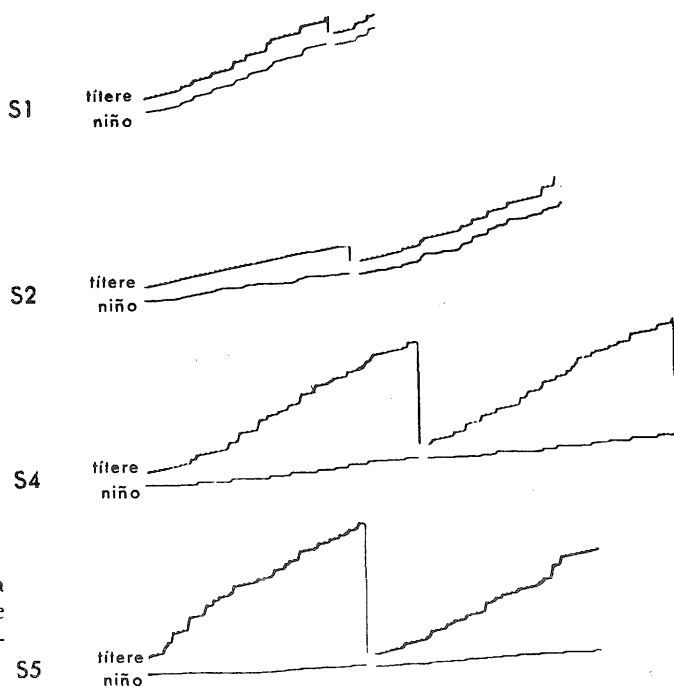 títere
S1
niño
títere
S2
niño
títere
S4
niño
a
e
-
títere
S5
niño